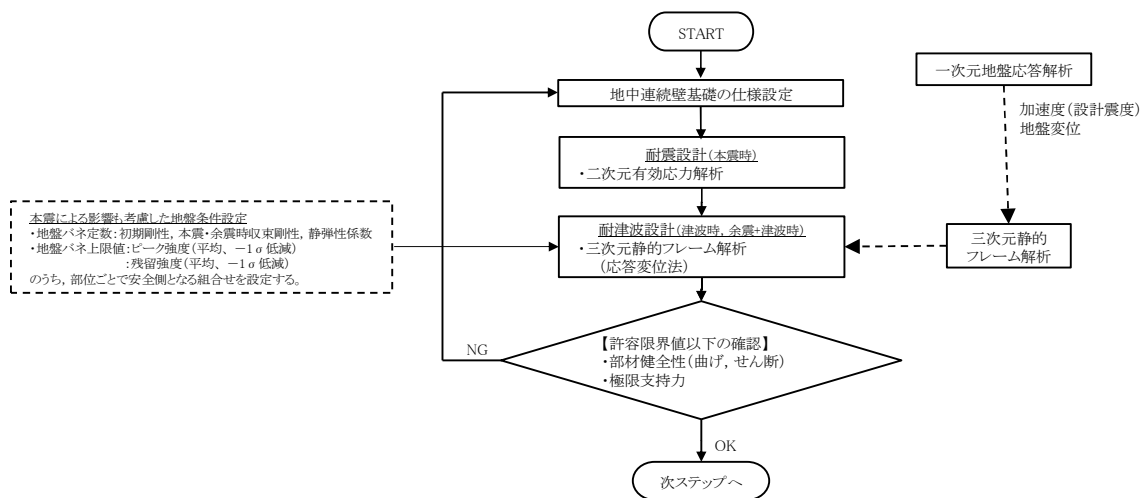 START
地中連続壁基礎の仕様設定
一次元地盤応答解析
加速度(設計震度)
地盤変位
耐震設計(本震時)
・二次元有効応力解析
本震による影響も考慮した地盤条件設定
・地盤バネ定数:初期剛性,本震・余震時収束剛性,静弾性係数
・地盤バネ上限値:ピーク強度(平均、-1σ低減)
:残留強度(平均、-1σ低減)
のうち,部位ごとで安全側となる組合せを設定する。
耐津波設計(津波時,余震+津波時)
・三次元静的フレーム解析
(応答変位法)
三次元静的
フレーム解析
NG
【許容限界値以下の確認】
・部材健全性(曲げ,せん断)
・極限支持力
OK
次ステップへ